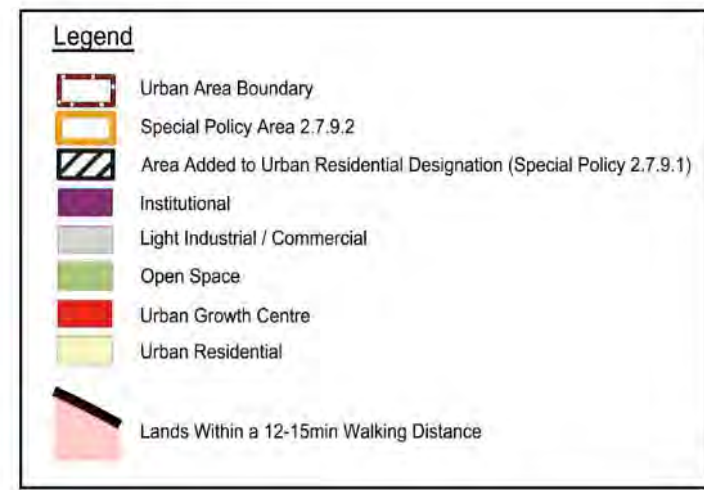 Legend
Urban Area Boundary
Special Policy Area 2.7.9.2
Area Added to Urban Residential Designation (Special Policy 2.7.9.1)
Institutional
Light Industrial / Commercial
Open Space
Urban Growth Centre
Urban Residential
Lands Within a 12-15min Walking Distance